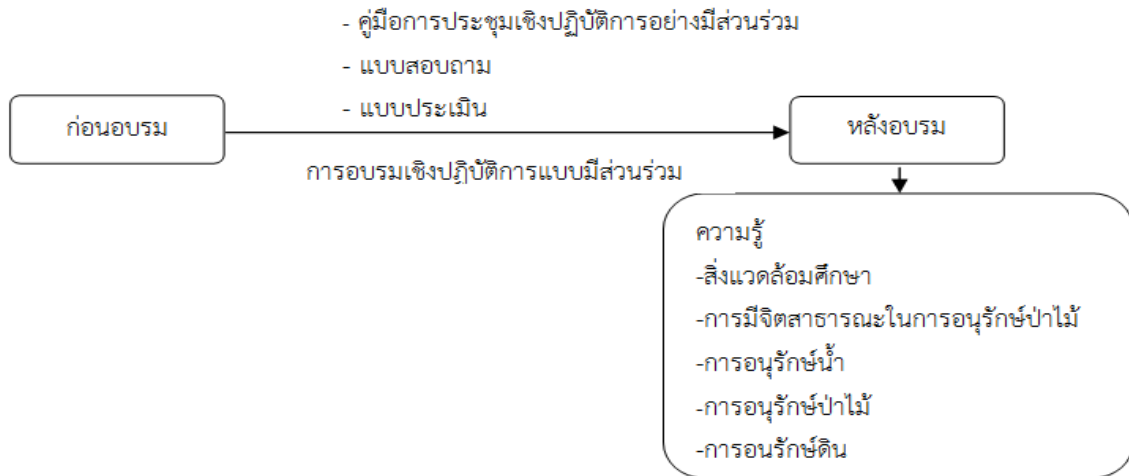 - คู่มือการประชุมเชิงปฏิบัติการอย่างมีส่วนร่วม
- แบบสอบถาม
- แบบประเมิน
ก่อนอบรม
หลังอบรม
การอบรมเชิงปฏิบัติการแบบมีส่วนร่วม
ความรู้
-สิ่งแวดล้อมศึกษา
-การมีจิตสาธารณะในการอนุรักษ์ป่าไม้
-การอนุรักษ์น้ำ
-การอนุรักษ์ป่าไม้
-การอนรักษ์ดิน